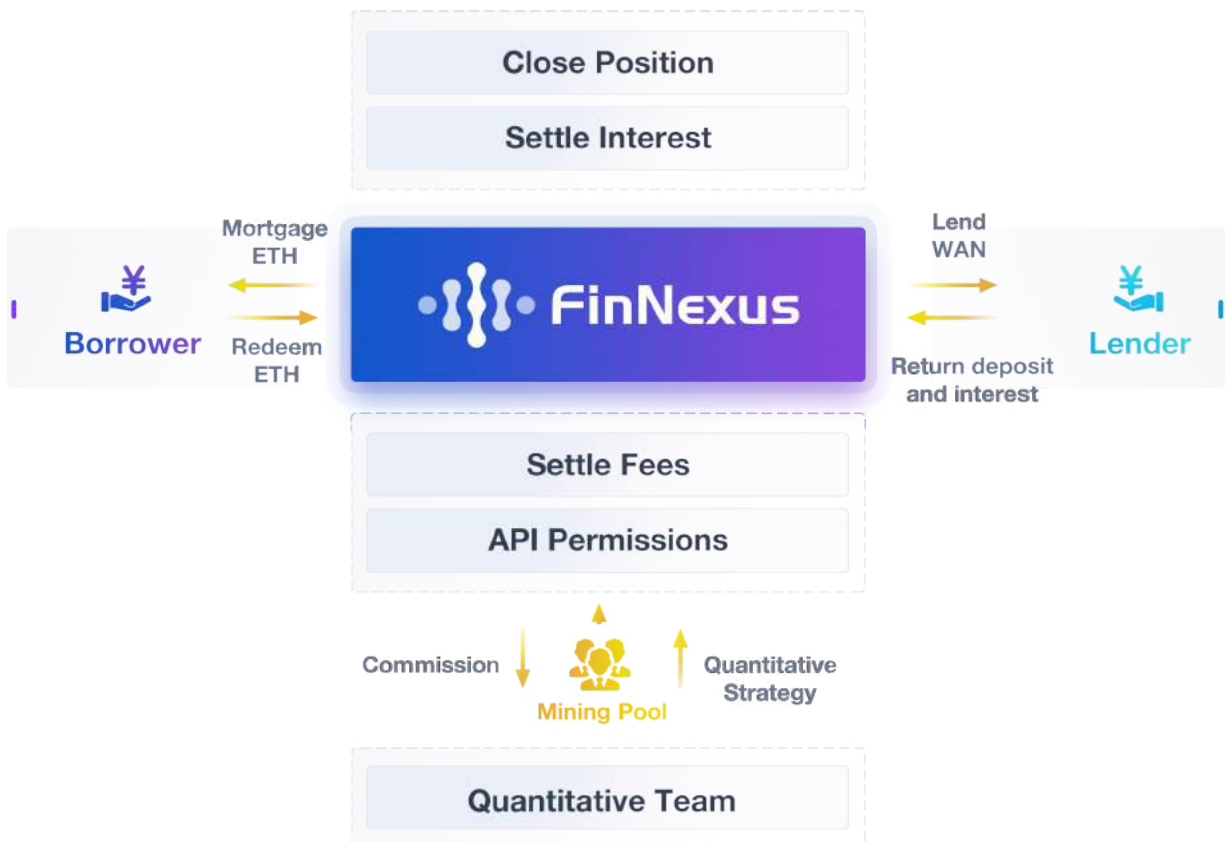 Close Position
Settle Interest
Mortgage
ETH
Lend
WAN
FinNexus
¥
Borrower
¥
Lender
Redeem
ETH
Return deposit
and interest
Settle Fees
API Permissions
Commission
Quantitative
Strategy
Mining Pool
Quantitative Team